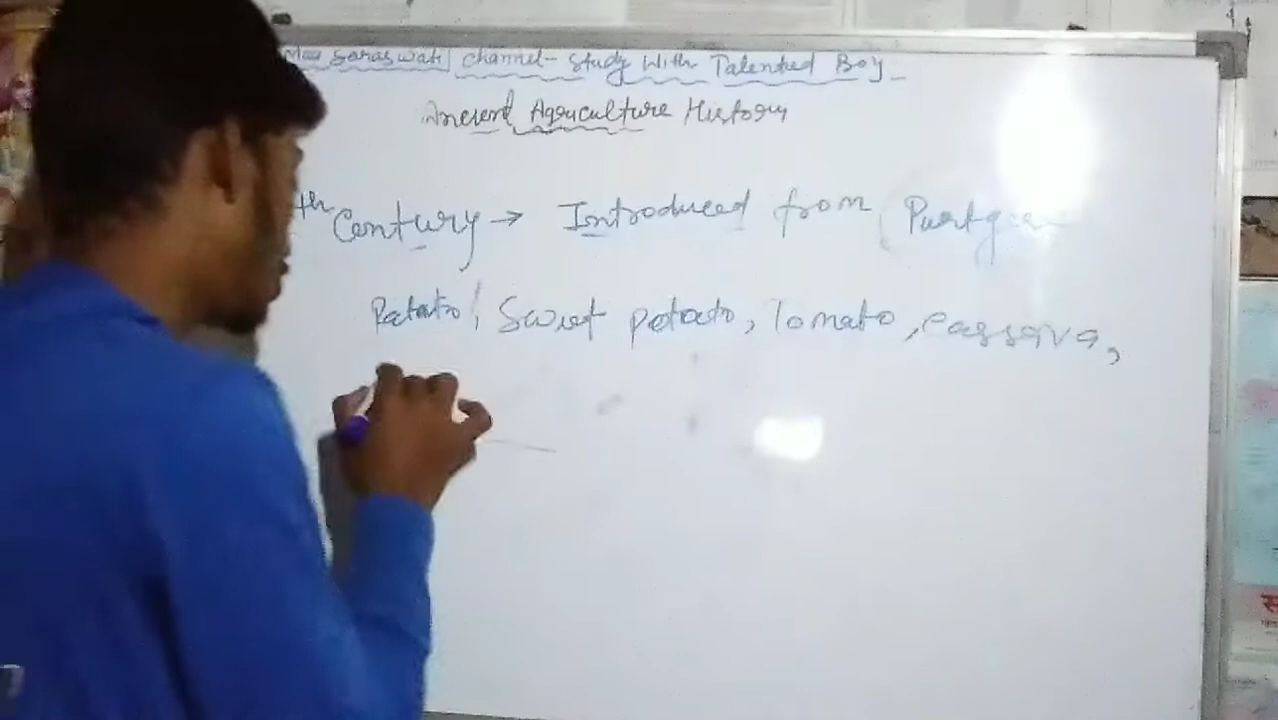 Maa Saraswati Channel- Study With Talented Boy
Ancient Agriculture History
th Century → Introduced from (Purtgease
Potato, Sweet potato, Tomato, Cassava,